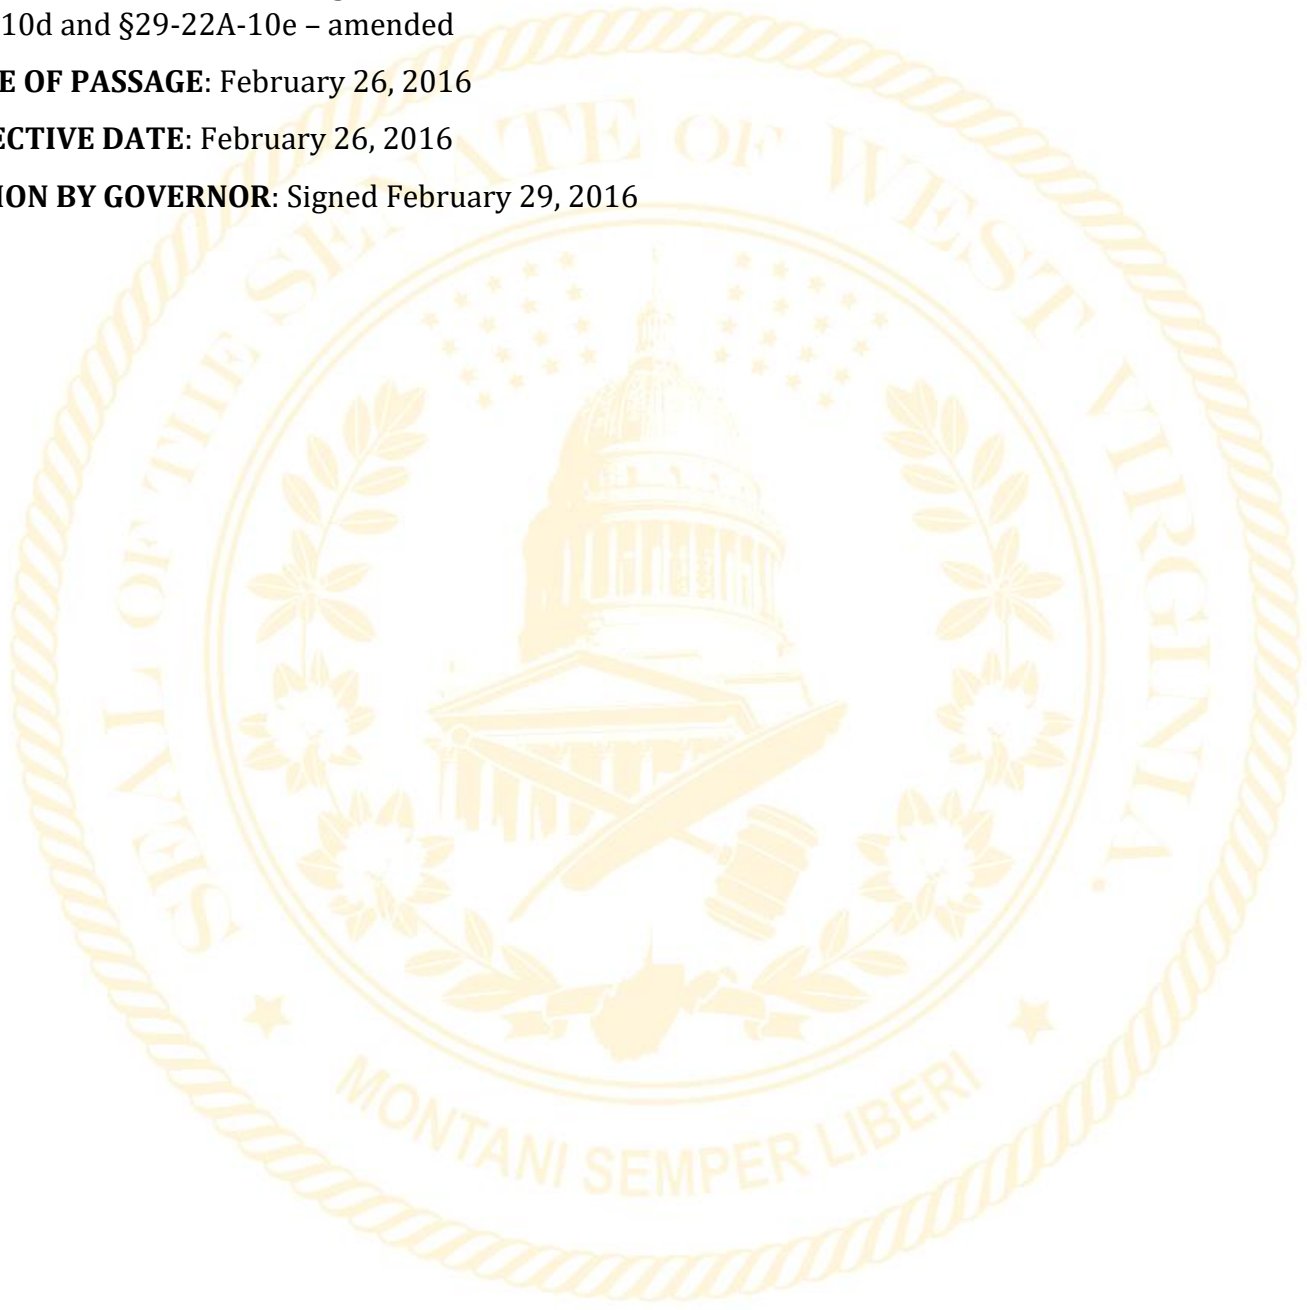 10d and §29-22A-10e – amended
E OF PASSAGE: February 26, 2016
ECTIVE DATE: February 26, 2016
ION BY GOVERNOR: Signed February 29, 2016
SEAL OF THE SENATE OF WEST VIRGINIA.
MONTANI SEMPER LIBERI